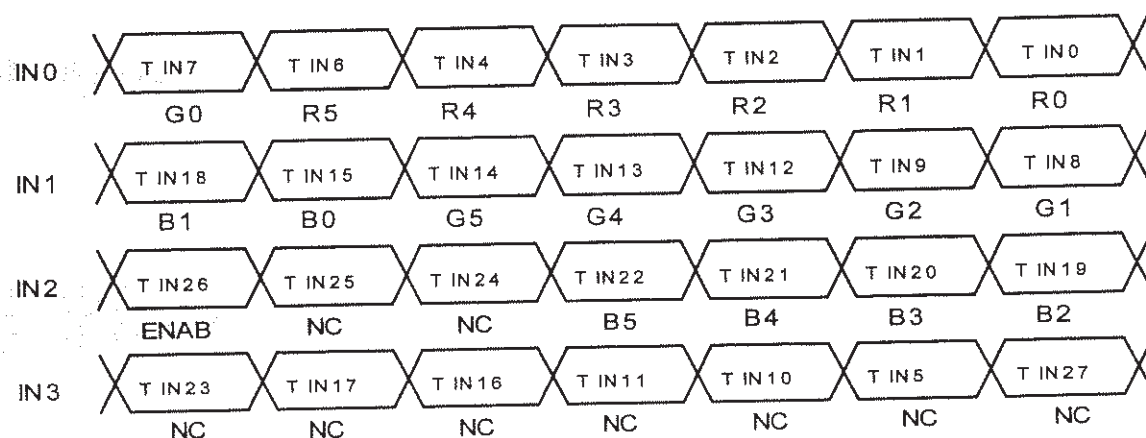 IN0 T IN7 T IN6 T IN4 T IN3 T IN2 T IN1 T IN0
G0 R5 R4 R3 R2 R1 R0
IN1 T IN18 T IN15 T IN14 T IN13 T IN12 T IN9 T IN8
B1 B0 G5 G4 G3 G2 G1
IN2 T IN26 T IN25 T IN24 T IN22 T IN21 T IN20 T IN19
ENAB NC NC B5 B4 B3 B2
IN3 T IN23 T IN17 T IN16 T IN11 T IN10 T IN5 T IN27
NC NC NC NC NC NC NC